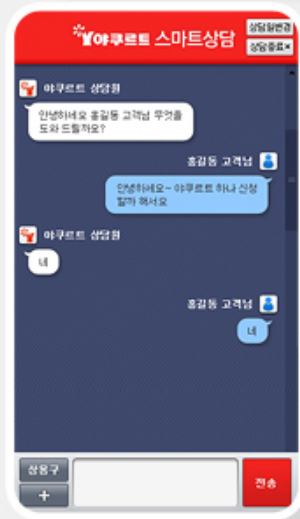 야쿠르트 스마트상담
상담원변경
상담종료×
야쿠르트 상담원
안녕하세요 홍길동 고객님 무엇을
도와 드릴까요?
홍길동 고객님
안녕하세요~ 야쿠르트 하나 신청
할까 해서요
야쿠르트 상담원
네
홍길동 고객님
네
상용구
+
전송